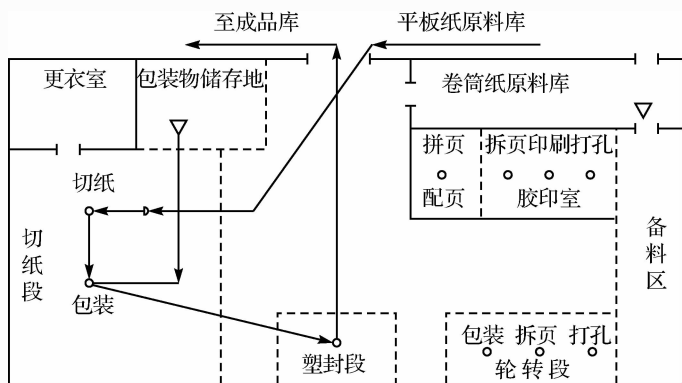 至成品库
平板纸原料库
更衣室
包装物储存地
卷筒纸原料库
拼页
拆页印刷打孔
配页
胶印室
切纸
切纸段
备料区
包装
塑封段
包装 拆页 打孔
轮转段